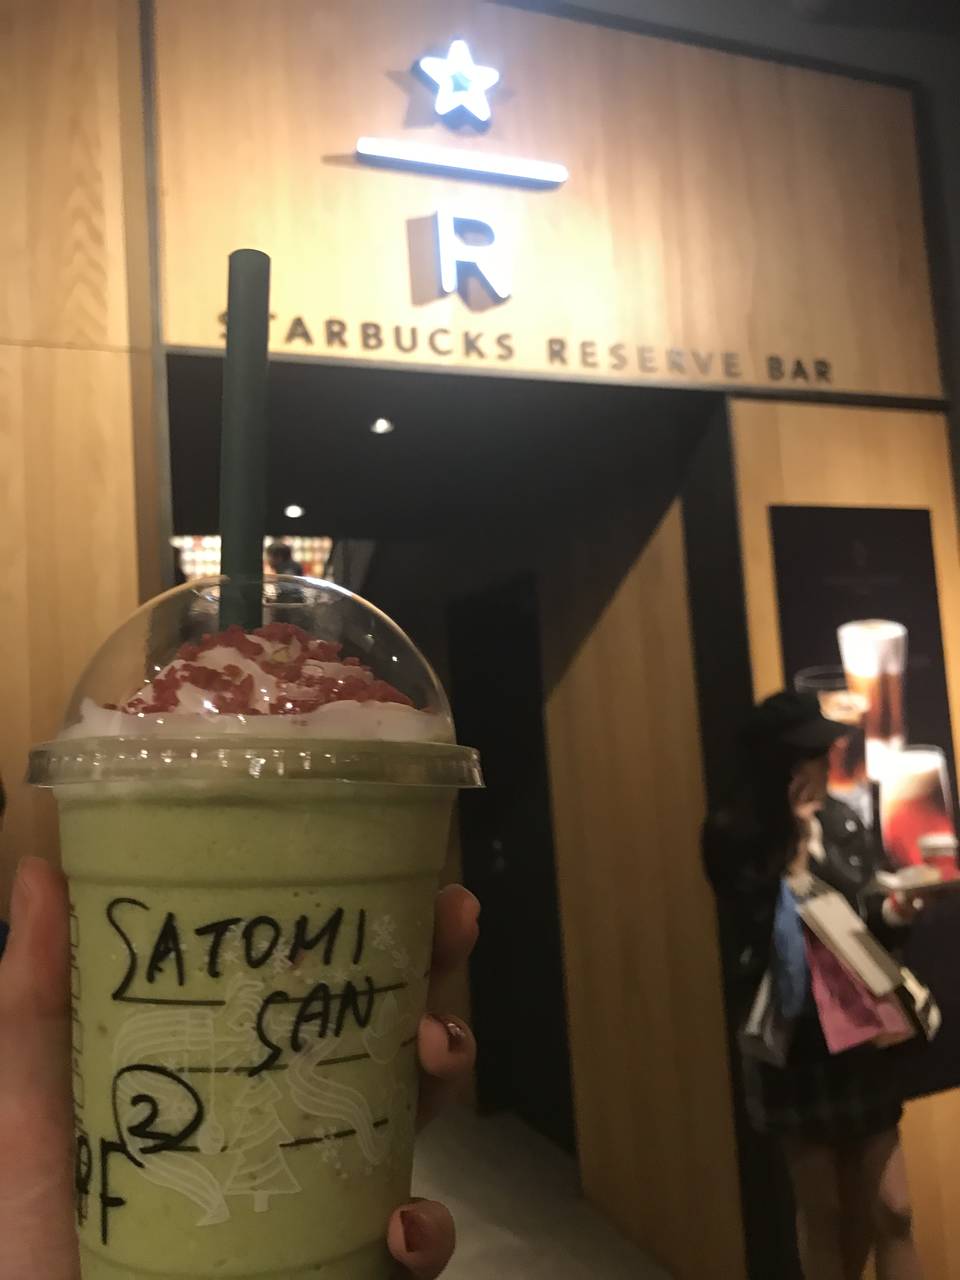 R
STARBUCKS RESERVE BAR
SATOMI
SAN
2